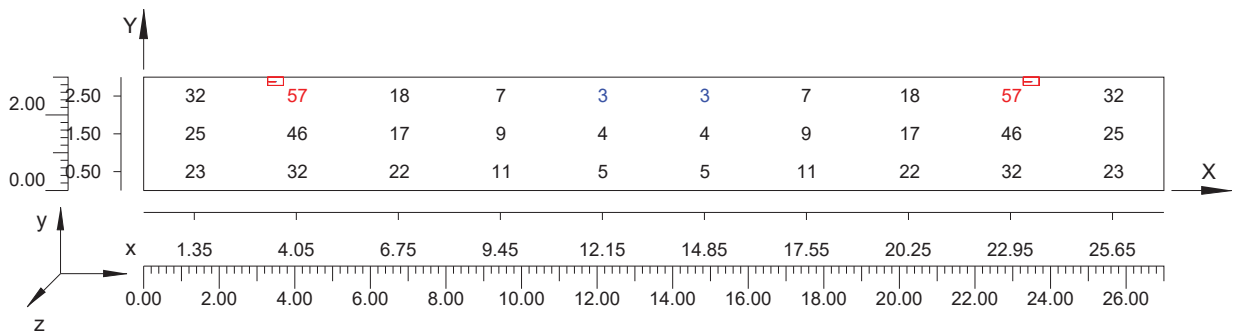 Y
2.00 2.50 32 57 18 7 3 3 7 18 57 32
1.50 25 46 17 9 4 4 9 17 46 25
0.00 0.50 23 32 22 11 5 5 11 22 32 23
X
y
x 1.35 4.05 6.75 9.45 12.15 14.85 17.55 20.25 22.95 25.65
0.00 2.00 4.00 6.00 8.00 10.00 12.00 14.00 16.00 18.00 20.00 22.00 24.00 26.00
z